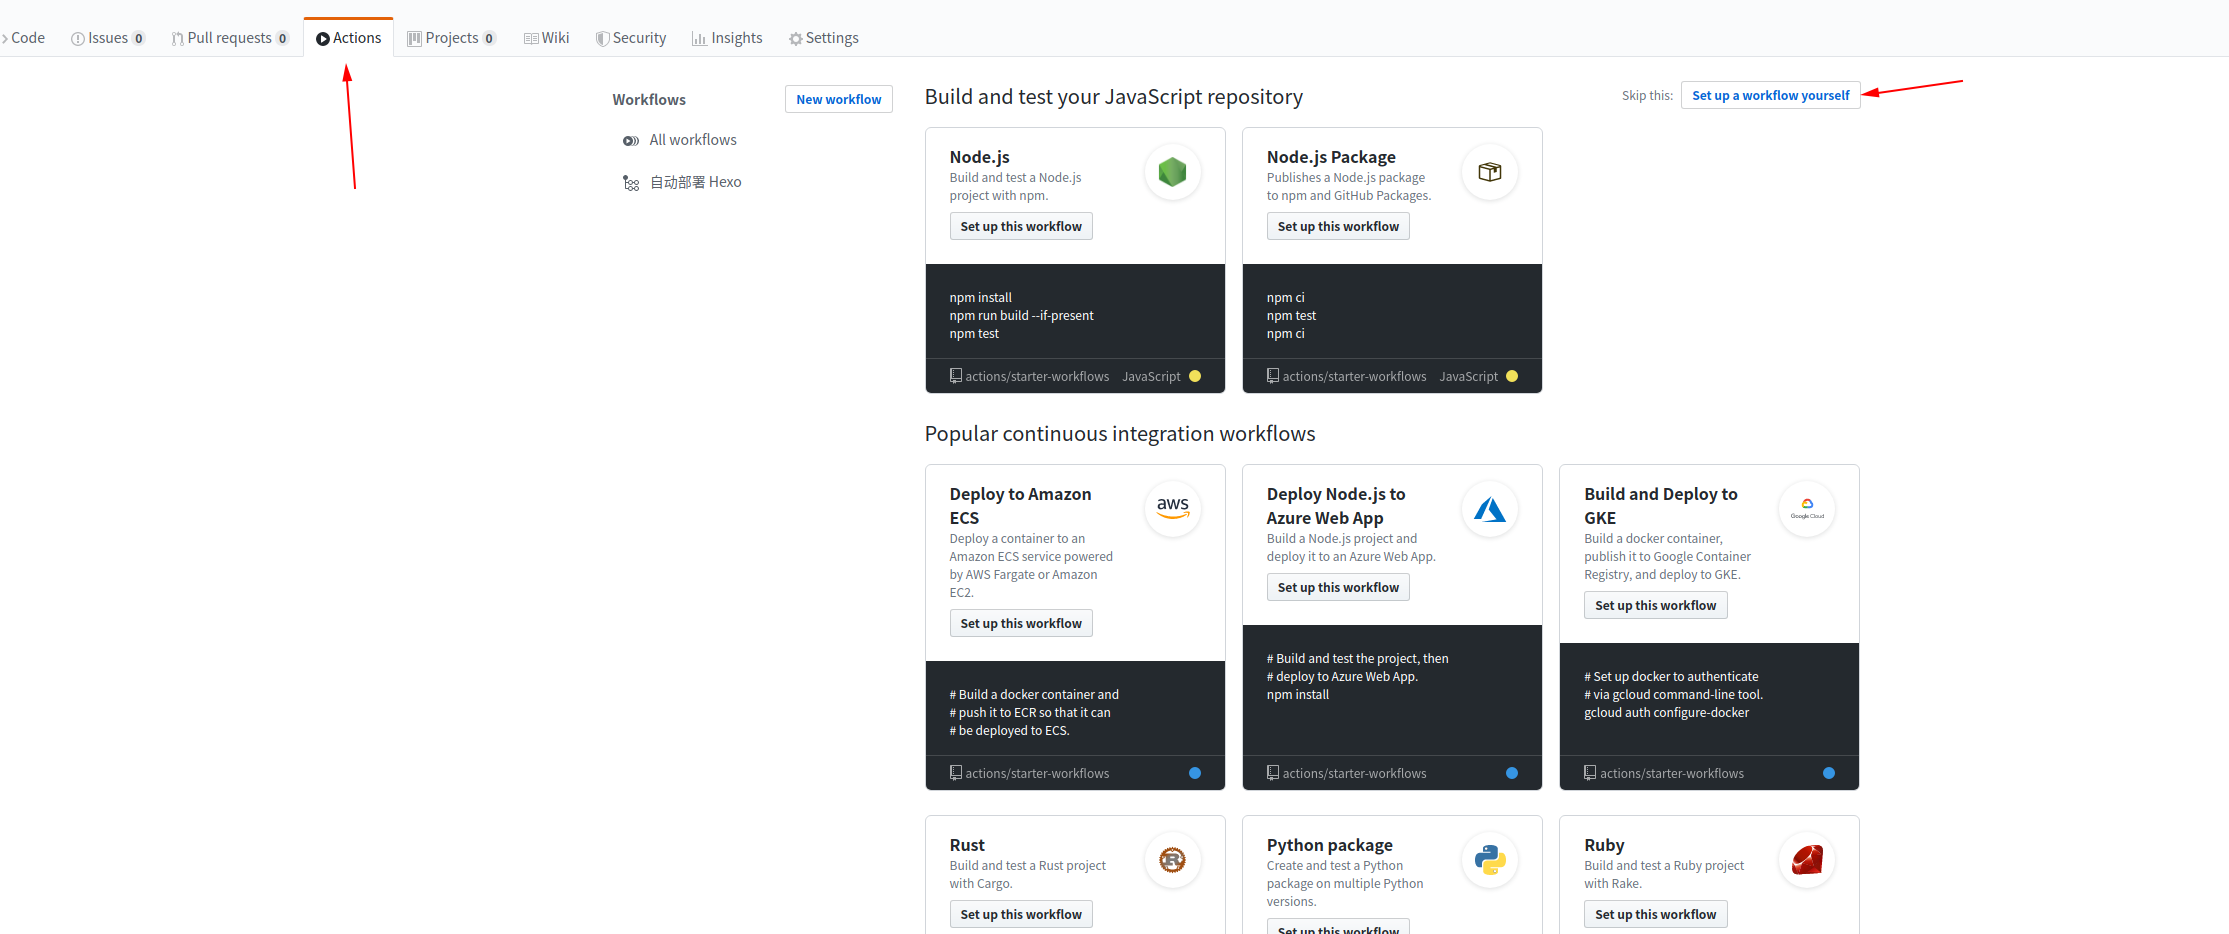 Code
Issues 0
Pull requests 0
Actions
Projects 0
Wiki
Security
Insights
Settings
Workflows
New workflow
All workflows
自动部署 Hexo
Build and test your JavaScript repository
Skip this:
Set up a workflow yourself
Node.js
Build and test a Node.js
project with npm.
Set up this workflow
npm install
npm run build --if-present
npm test
actions/starter-workflows JavaScript
Node.js Package
Publishes a Node.js package
to npm and GitHub Packages.
Set up this workflow
npm ci
npm test
npm ci
actions/starter-workflows JavaScript
Popular continuous integration workflows
Deploy to Amazon
ECS
Deploy a container to an
Amazon ECS service powered
by AWS Fargate or Amazon
EC2.
Set up this workflow
aws
# Build a docker container and
# push it to ECR so that it can
# be deployed to ECS.
actions/starter-workflows
Deploy Node.js to
Azure Web App
Build a Node.js project and
deploy it to an Azure Web App.
Set up this workflow
# Build and test the project, then
# deploy to Azure Web App.
npm install
actions/starter-workflows
Build and Deploy to
GKE
Build a docker container,
publish it to Google Container
Registry, and deploy to GKE.
Set up this workflow
Google Cloud
# Set up docker to authenticate
# via gcloud command-line tool.
gcloud auth configure-docker
actions/starter-workflows
Rust
Build and test a Rust project
with Cargo.
Set up this workflow
R
Python package
Create and test a Python
package on multiple Python
versions.
Set up this workflow
Ruby
Build and test a Ruby project
with Rake.
Set up this workflow